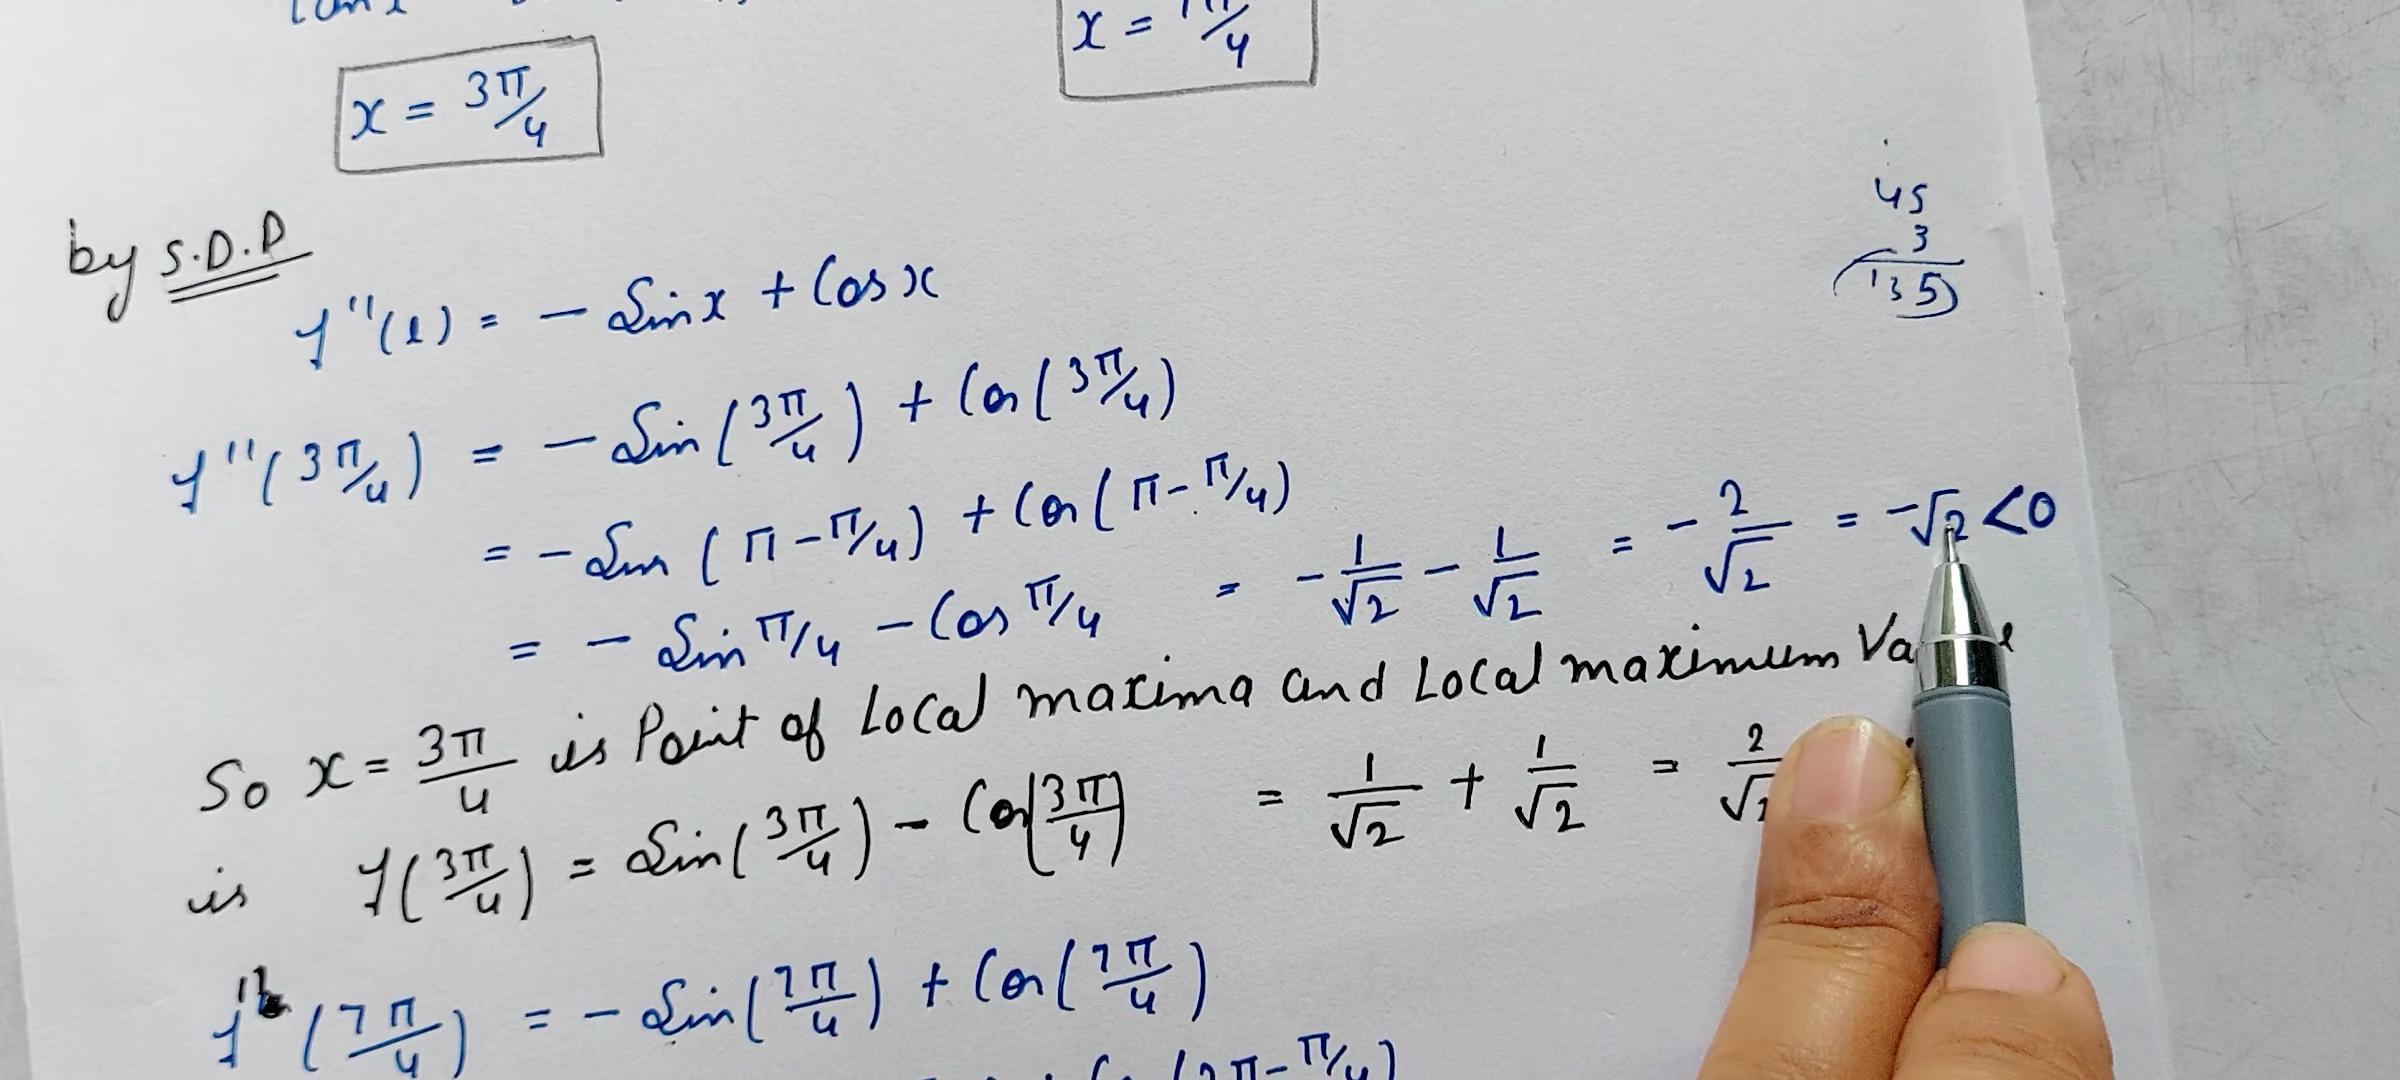 x = 3π/4
x = π/4
45
3
135
by S.D.D
f''(x) = - Sin x + Cos x
f''(3π/4) = - Sin(3π/4) + Cos(3π/4)
= - Sin(π - π/4) + Cos(π - π/4)
= - Sin π/4 - Cos π/4 = - 1/√2 - 1/√2 = - 2/√2 = -√2 < 0
So x = 3π/4 is Point of Local maxima and Local maximum
is f(3π/4) = Sin(3π/4) - Cos(3π/4) = 1/√2 + 1/√2 = 2/√2
f''(7π/4) = - Sin(7π/4) + Cos(7π/4)
(2π - π/4)